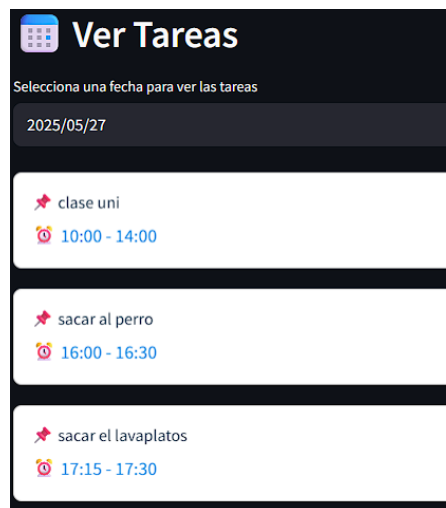 Ver Tareas
Selecciona una fecha para ver las tareas
2025/05/27
clase uni
10:00 - 14:00
sacar al perro
16:00 - 16:30
sacar el lavaplatos
17:15 - 17:30